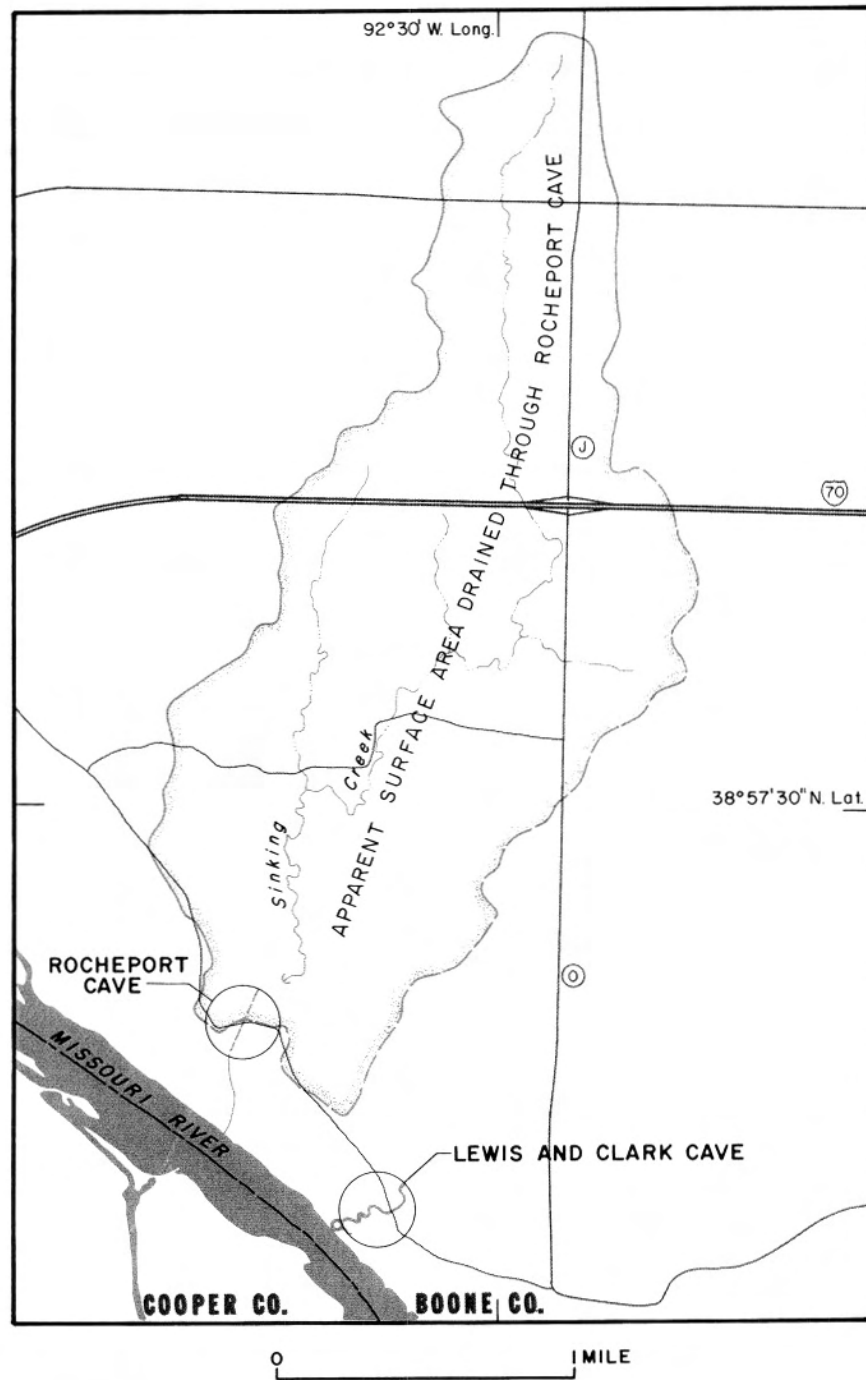 92°30' W. Long.
APPARENT SURFACE AREA DRAINED THROUGH ROCHEPORT CAVE
J
70
Sinking Creek
38°57'30" N. Lat.
ROCHEPORT
CAVE
O
MISSOURI RIVER
LEWIS AND CLARK CAVE
COOPER CO.
BOONE CO.
0 1 MILE